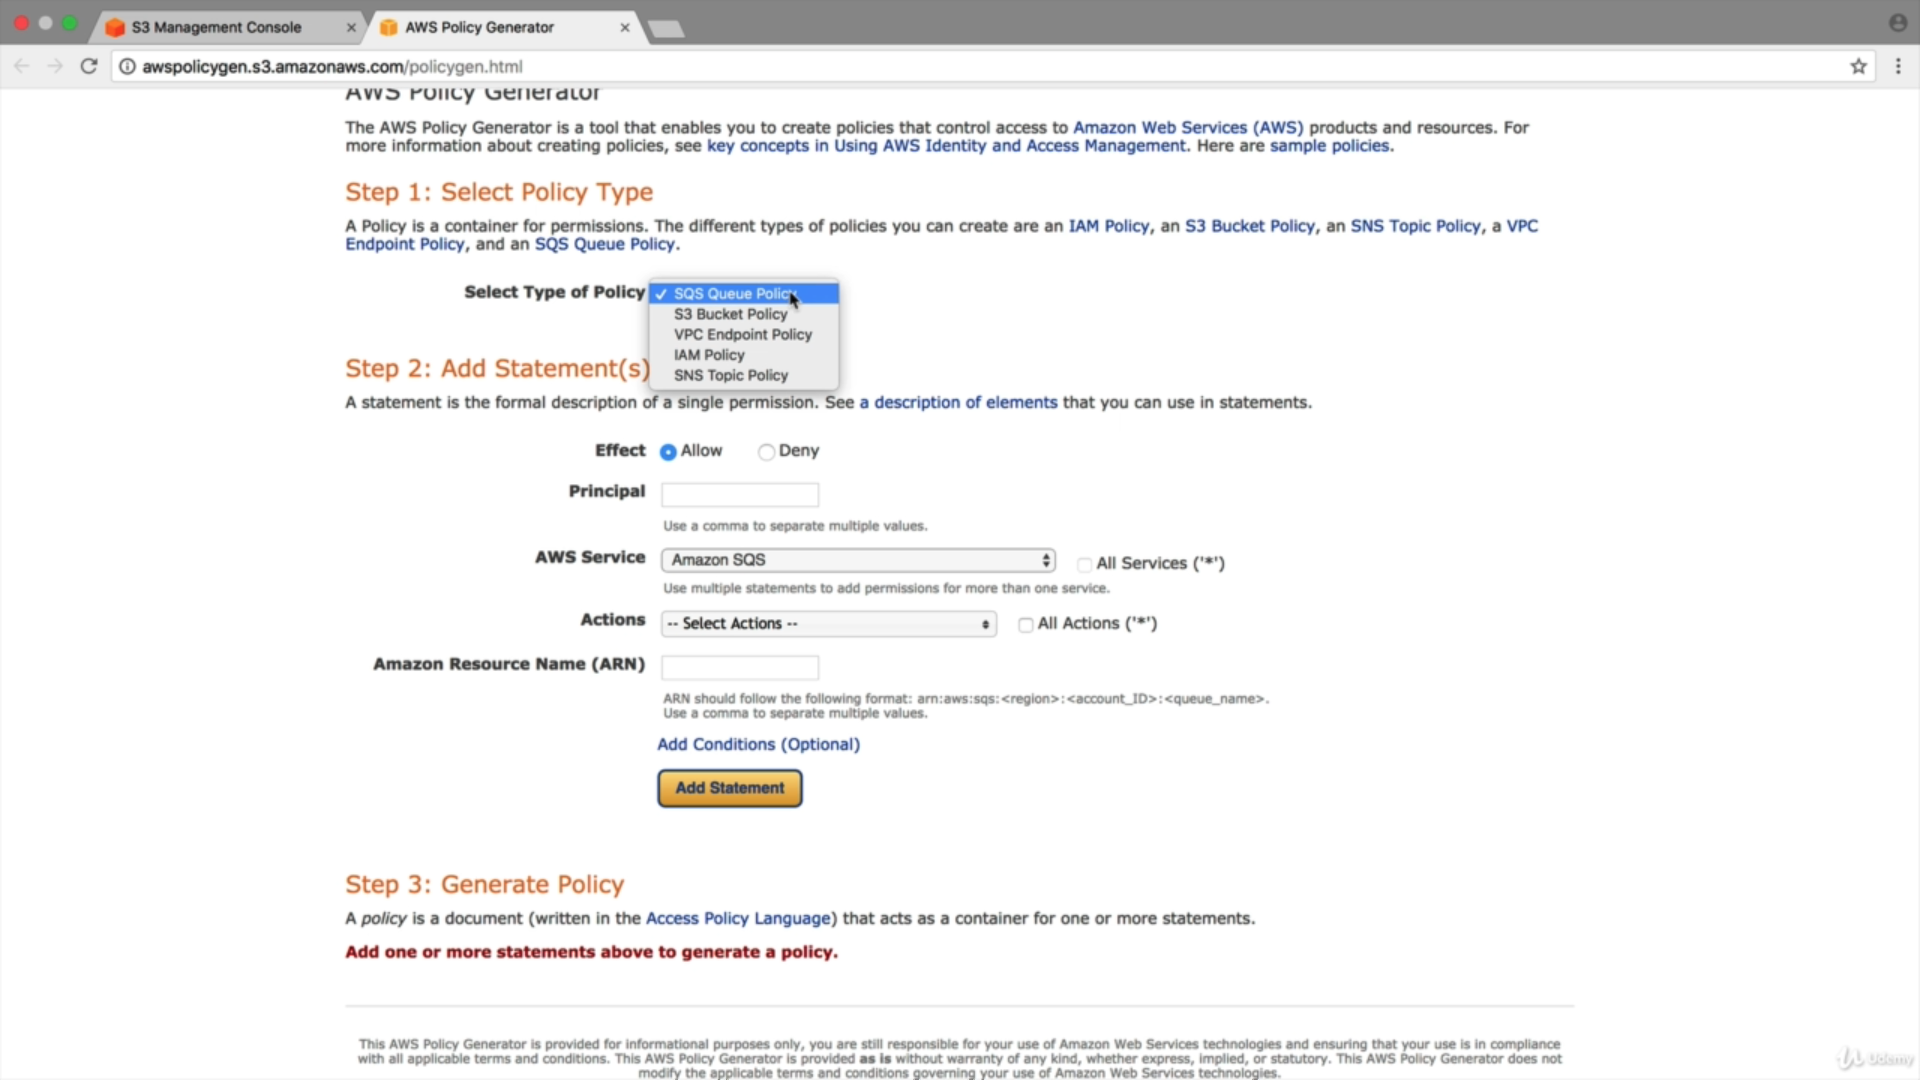 S3 Management Console
AWS Policy Generator
awspolicygen.s3.amazonaws.com/policygen.html
AWS Policy Generator
The AWS Policy Generator is a tool that enables you to create policies that control access to Amazon Web Services (AWS) products and resources. For
more information about creating policies, see key concepts in Using AWS Identity and Access Management. Here are sample policies.
Step 1: Select Policy Type
A Policy is a container for permissions. The different types of policies you can create are an IAM Policy, an S3 Bucket Policy, an SNS Topic Policy, a VPC
Endpoint Policy, and an SQS Queue Policy.
Select Type of Policy
✓ SQS Queue Policy
S3 Bucket Policy
VPC Endpoint Policy
IAM Policy
SNS Topic Policy
Step 2: Add Statement(s)
A statement is the formal description of a single permission. See a description of elements that you can use in statements.
Effect Allow Deny
Principal
Use a comma to separate multiple values.
AWS Service Amazon SQS All Services ('*')
Use multiple statements to add permissions for more than one service.
Actions -- Select Actions -- All Actions ('*')
Amazon Resource Name (ARN)
ARN should follow the following format: arn:aws:sqs:<region>:<account_ID>:<queue_name>.
Use a comma to separate multiple values.
Add Conditions (Optional)
Add Statement
Step 3: Generate Policy
A policy is a document (written in the Access Policy Language) that acts as a container for one or more statements.
Add one or more statements above to generate a policy.
This AWS Policy Generator is provided for informational purposes only, you are still responsible for your use of Amazon Web Services technologies and ensuring that your use is in compliance
with all applicable terms and conditions. This AWS Policy Generator is provided as is without warranty of any kind, whether express, implied, or statutory. This AWS Policy Generator does not
modify the applicable terms and conditions governing your use of Amazon Web Services technologies.
Udemy